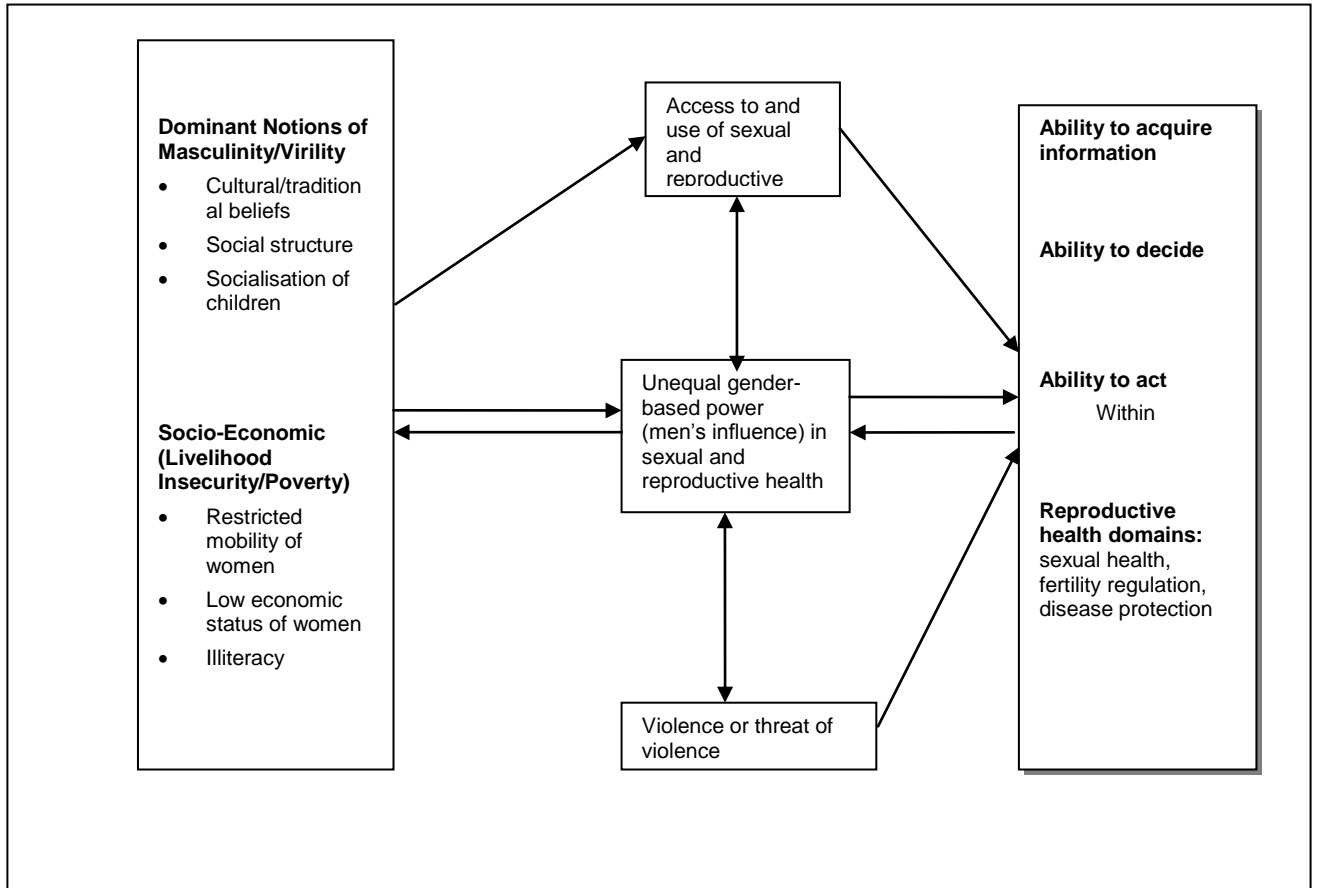 Dominant Notions of
Masculinity/Virility
• Cultural/tradition
al beliefs
• Social structure
• Socialisation of
children
Socio-Economic
(Livelihood
Insecurity/Poverty)
• Restricted
mobility of
women
• Low economic
status of women
• Illiteracy
Access to and
use of sexual
and
reproductive
Unequal gender-
based power
(men's influence) in
sexual and
reproductive health
Violence or threat of
violence
Ability to acquire
information
Ability to decide
Ability to act
Within
Reproductive
health domains:
sexual health,
fertility regulation,
disease protection